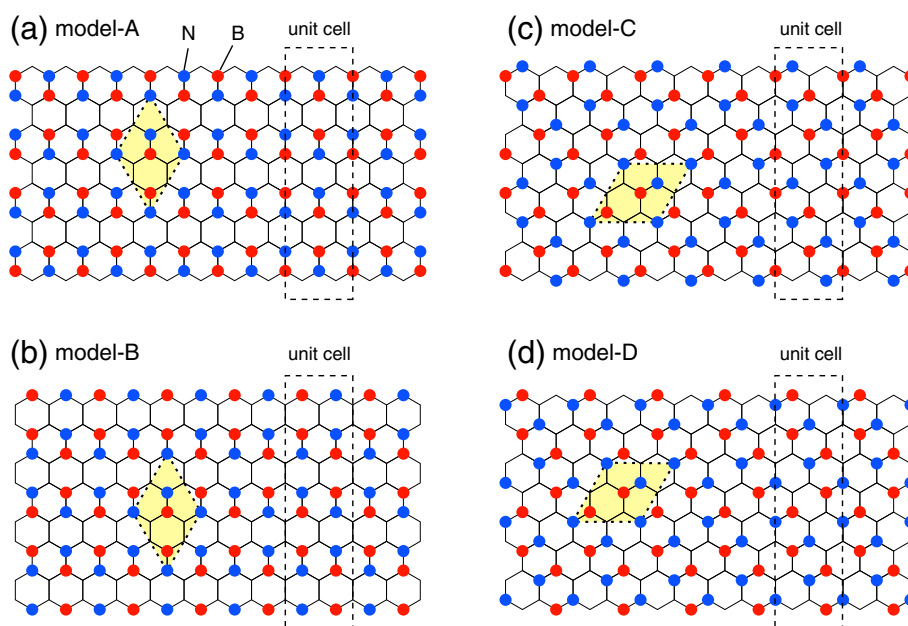 (a) model-A
N
B
unit cell
(c) model-C
unit cell
(b) model-B
unit cell
(d) model-D
unit cell